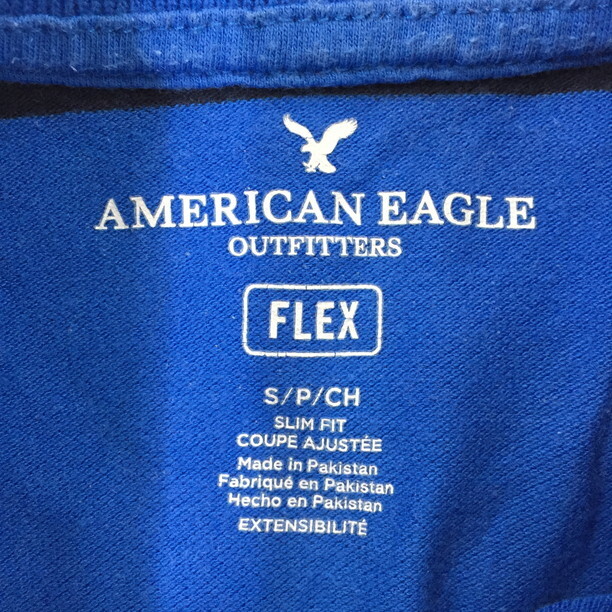 AMERICAN EAGLE
OUTFITTERS
FLEX
S/P/CH
SLIM FIT
COUPE AJUSTÉE
Made in Pakistan
Fabriqué en Pakistan
Hecho en Pakistan
EXTENSIBILITÉ